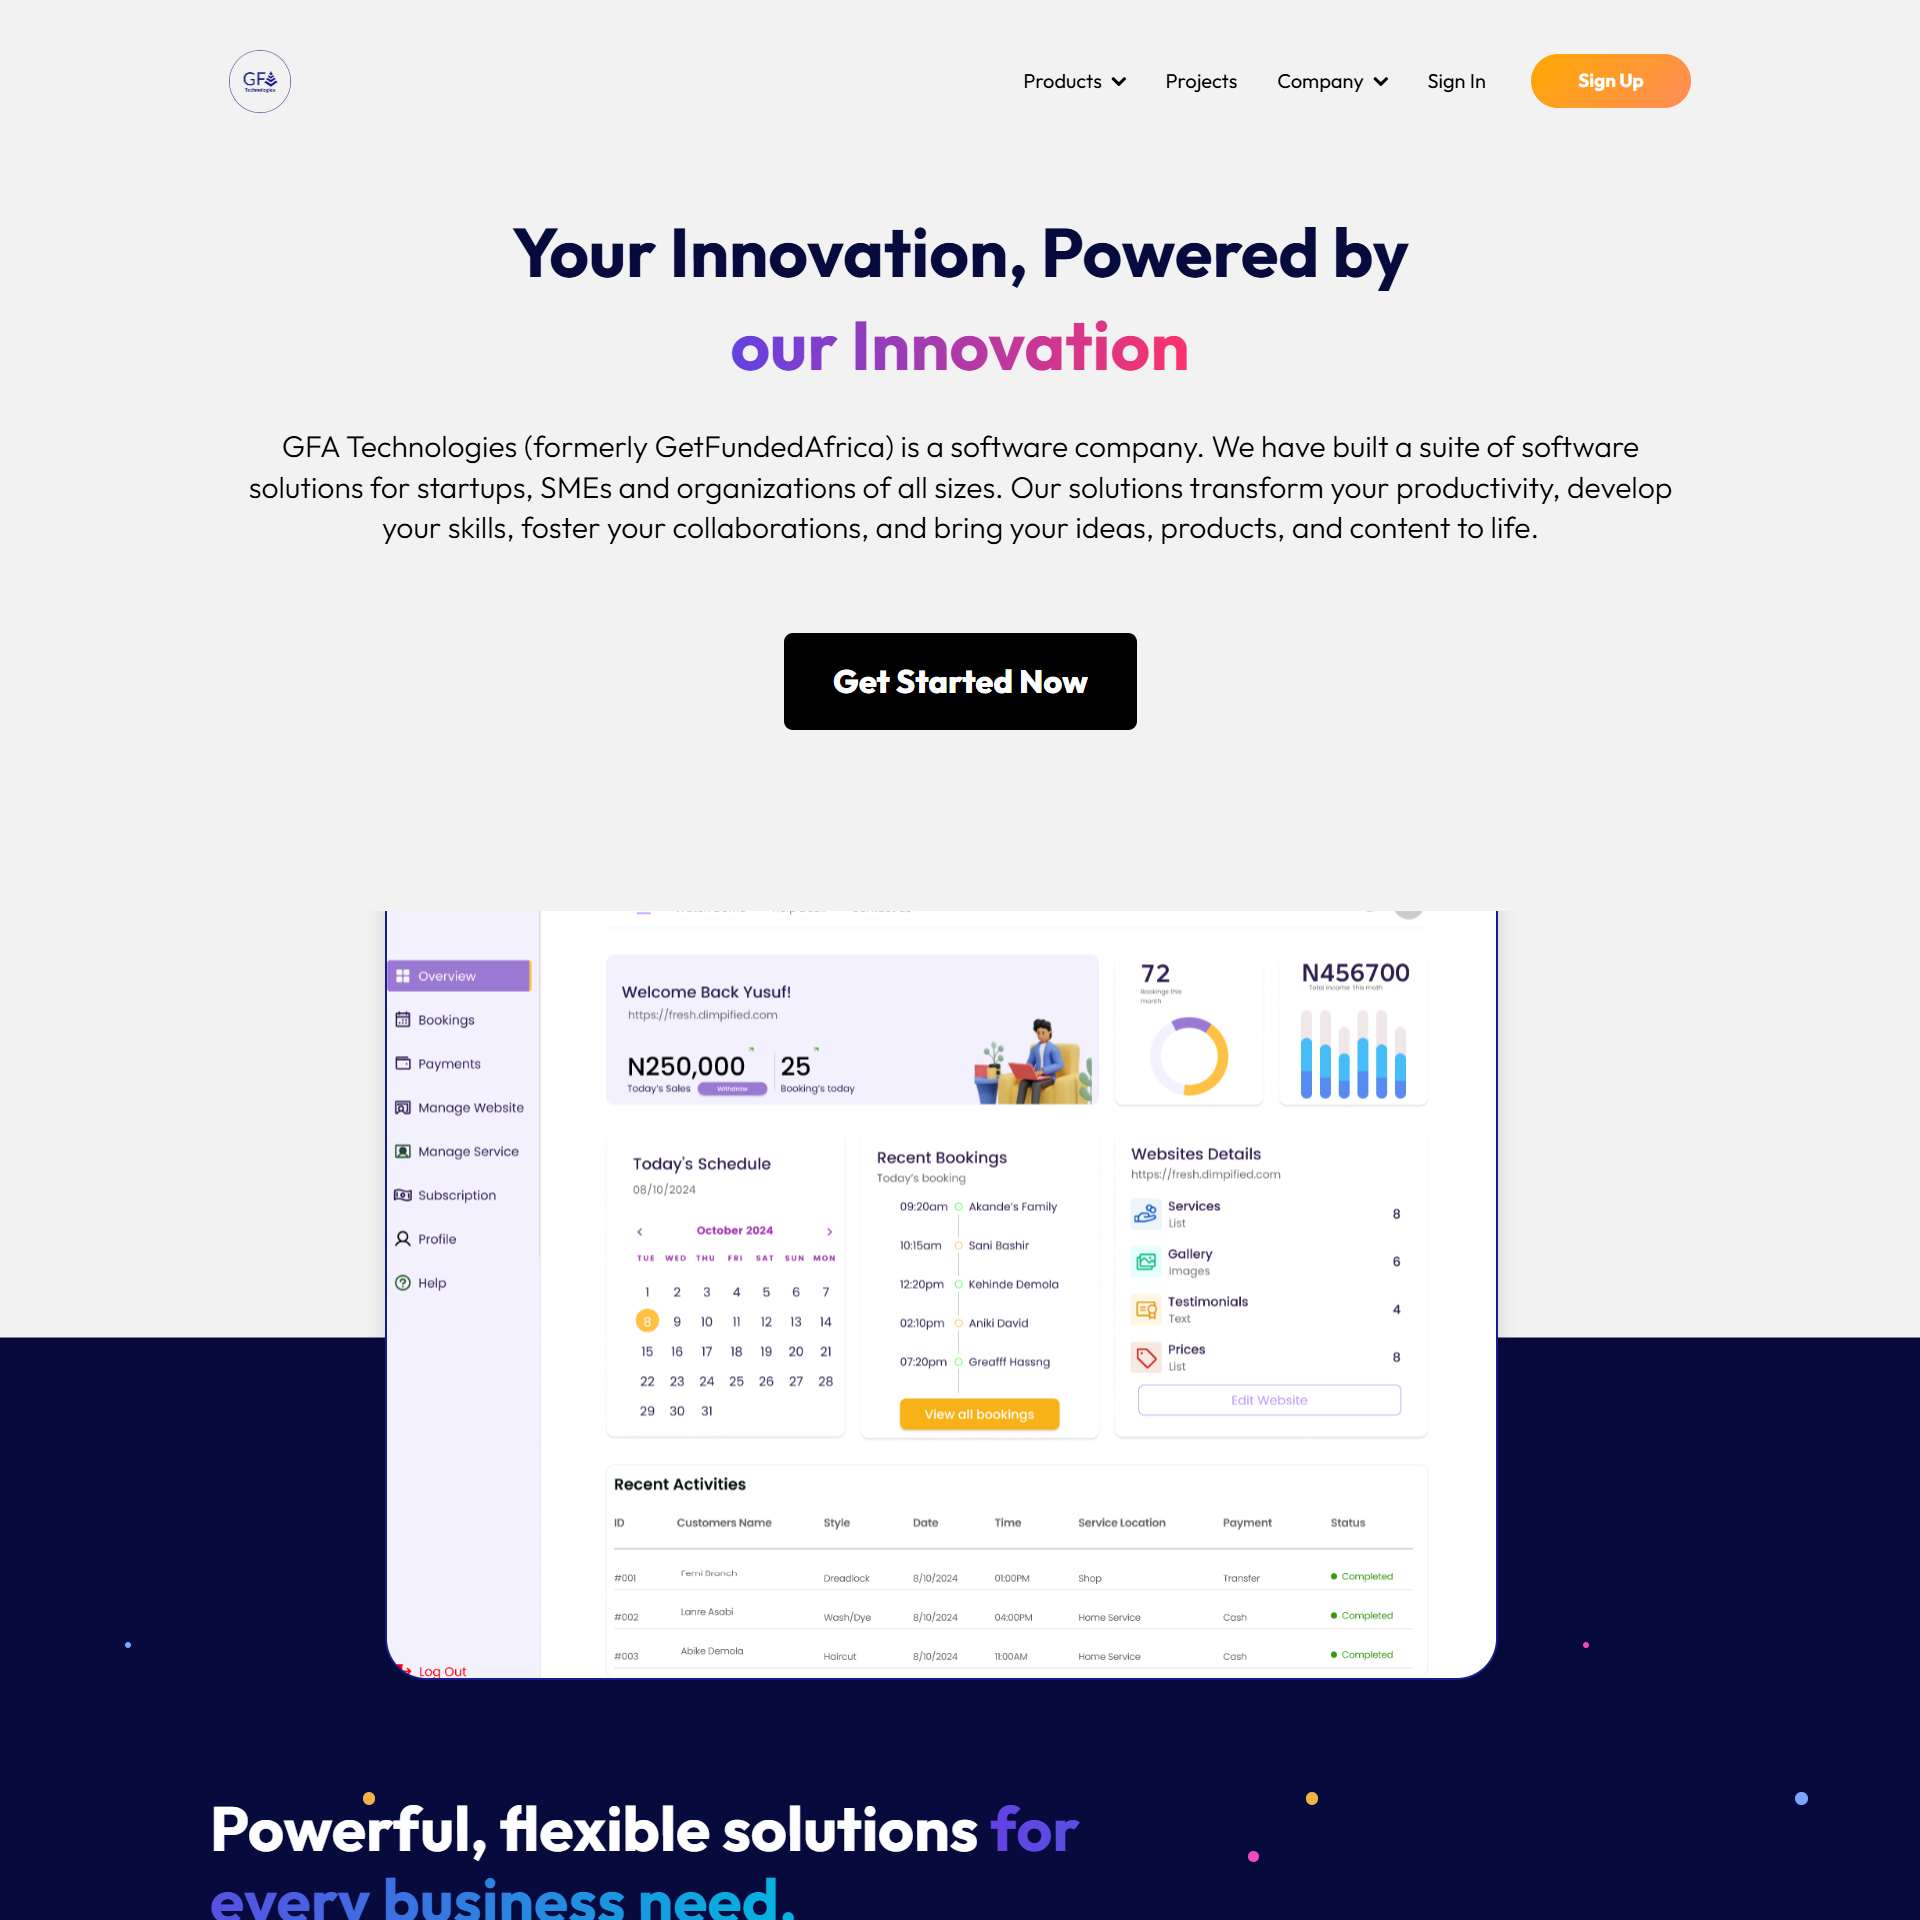 GFA
Technologies
Products
Projects
Company
Sign In
Sign Up
Your Innovation, Powered by
our Innovation
GFA Technologies (formerly GetFundedAfrica) is a software company. We have built a suite of software
solutions for startups, SMEs and organizations of all sizes. Our solutions transform your productivity, develop
your skills, foster your collaborations, and bring your ideas, products, and content to life.
Get Started Now
Overview
Bookings
Payments
Manage Website
Manage Service
Subscription
Profile
Help
Log Out
Welcome Back Yusuf!
https://fresh.dimpified.com
N250,000
Today's Sales
Withdraw
25
Booking's today
72
Bookings this
month
N456700
Total income this moth
Today's Schedule
08/10/2024
October 2024
TUE WED THU FRI SAT SUN MON
1 2 3 4 5 6 7
8 9 10 11 12 13 14
15 16 17 18 19 20 21
22 23 24 25 26 27 28
29 30 31
Recent Bookings
Today's booking
09:20am Akande's Family
10:15am Sani Bashir
12:20pm Kehinde Demola
02:10pm Aniki David
07:20pm Greafff Hassng
View all bookings
Websites Details
https://fresh.dimpified.com
Services 8
List
Gallery 6
Images
Testimonials 4
Text
Prices 8
List
Edit Website
Recent Activities
ID Customers Name Style Date Time Service Location Payment Status
#001 Femi Branch Dreadlock 8/10/2024 01:00PM Shop Transfer Completed
#002 Lanre Asabi Wash/Dye 8/10/2024 04:00PM Home Service Cash Completed
#003 Abike Demola Haircut 8/10/2024 11:00AM Home Service Cash Completed
Powerful, flexible solutions for
every business need.